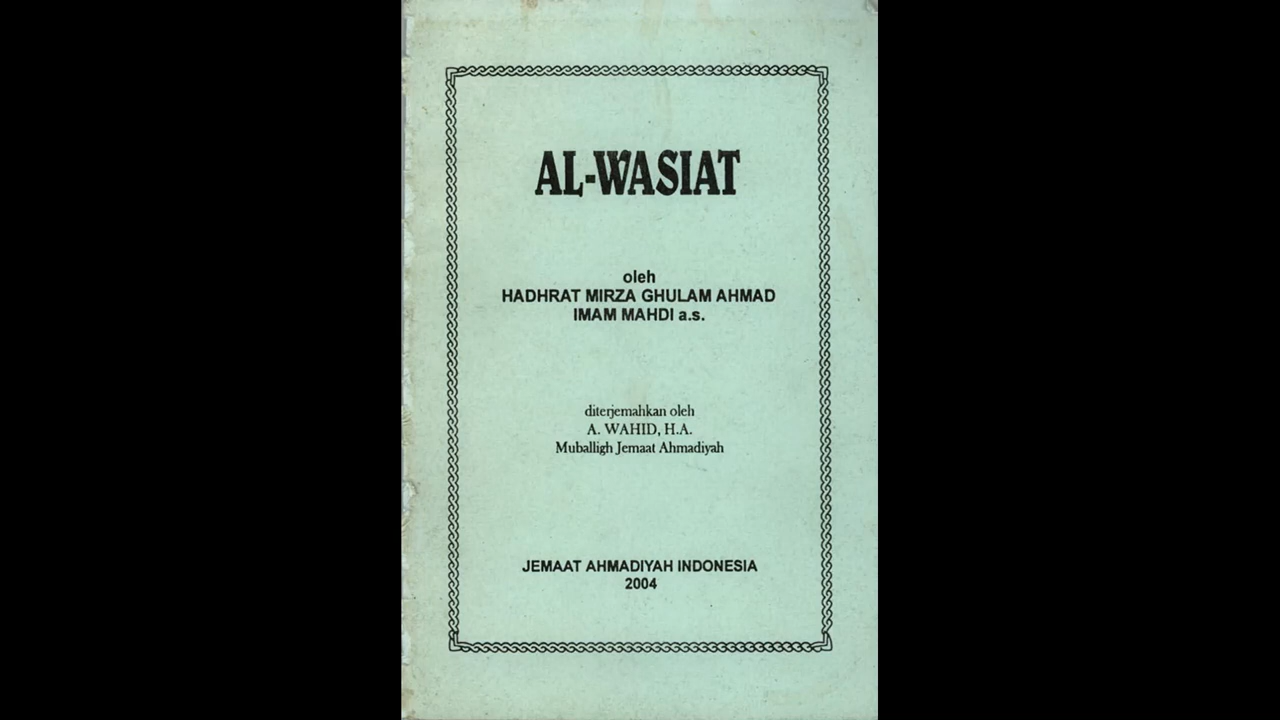 AL-WASIAT
oleh
HADHRAT MIRZA GHULAM AHMAD
IMAM MAHDI a.s.
diterjemahkan oleh
A. WAHID, H.A.
Muballigh Jemaat Ahmadiyah
JEMAAT AHMADIYAH INDONESIA
2004